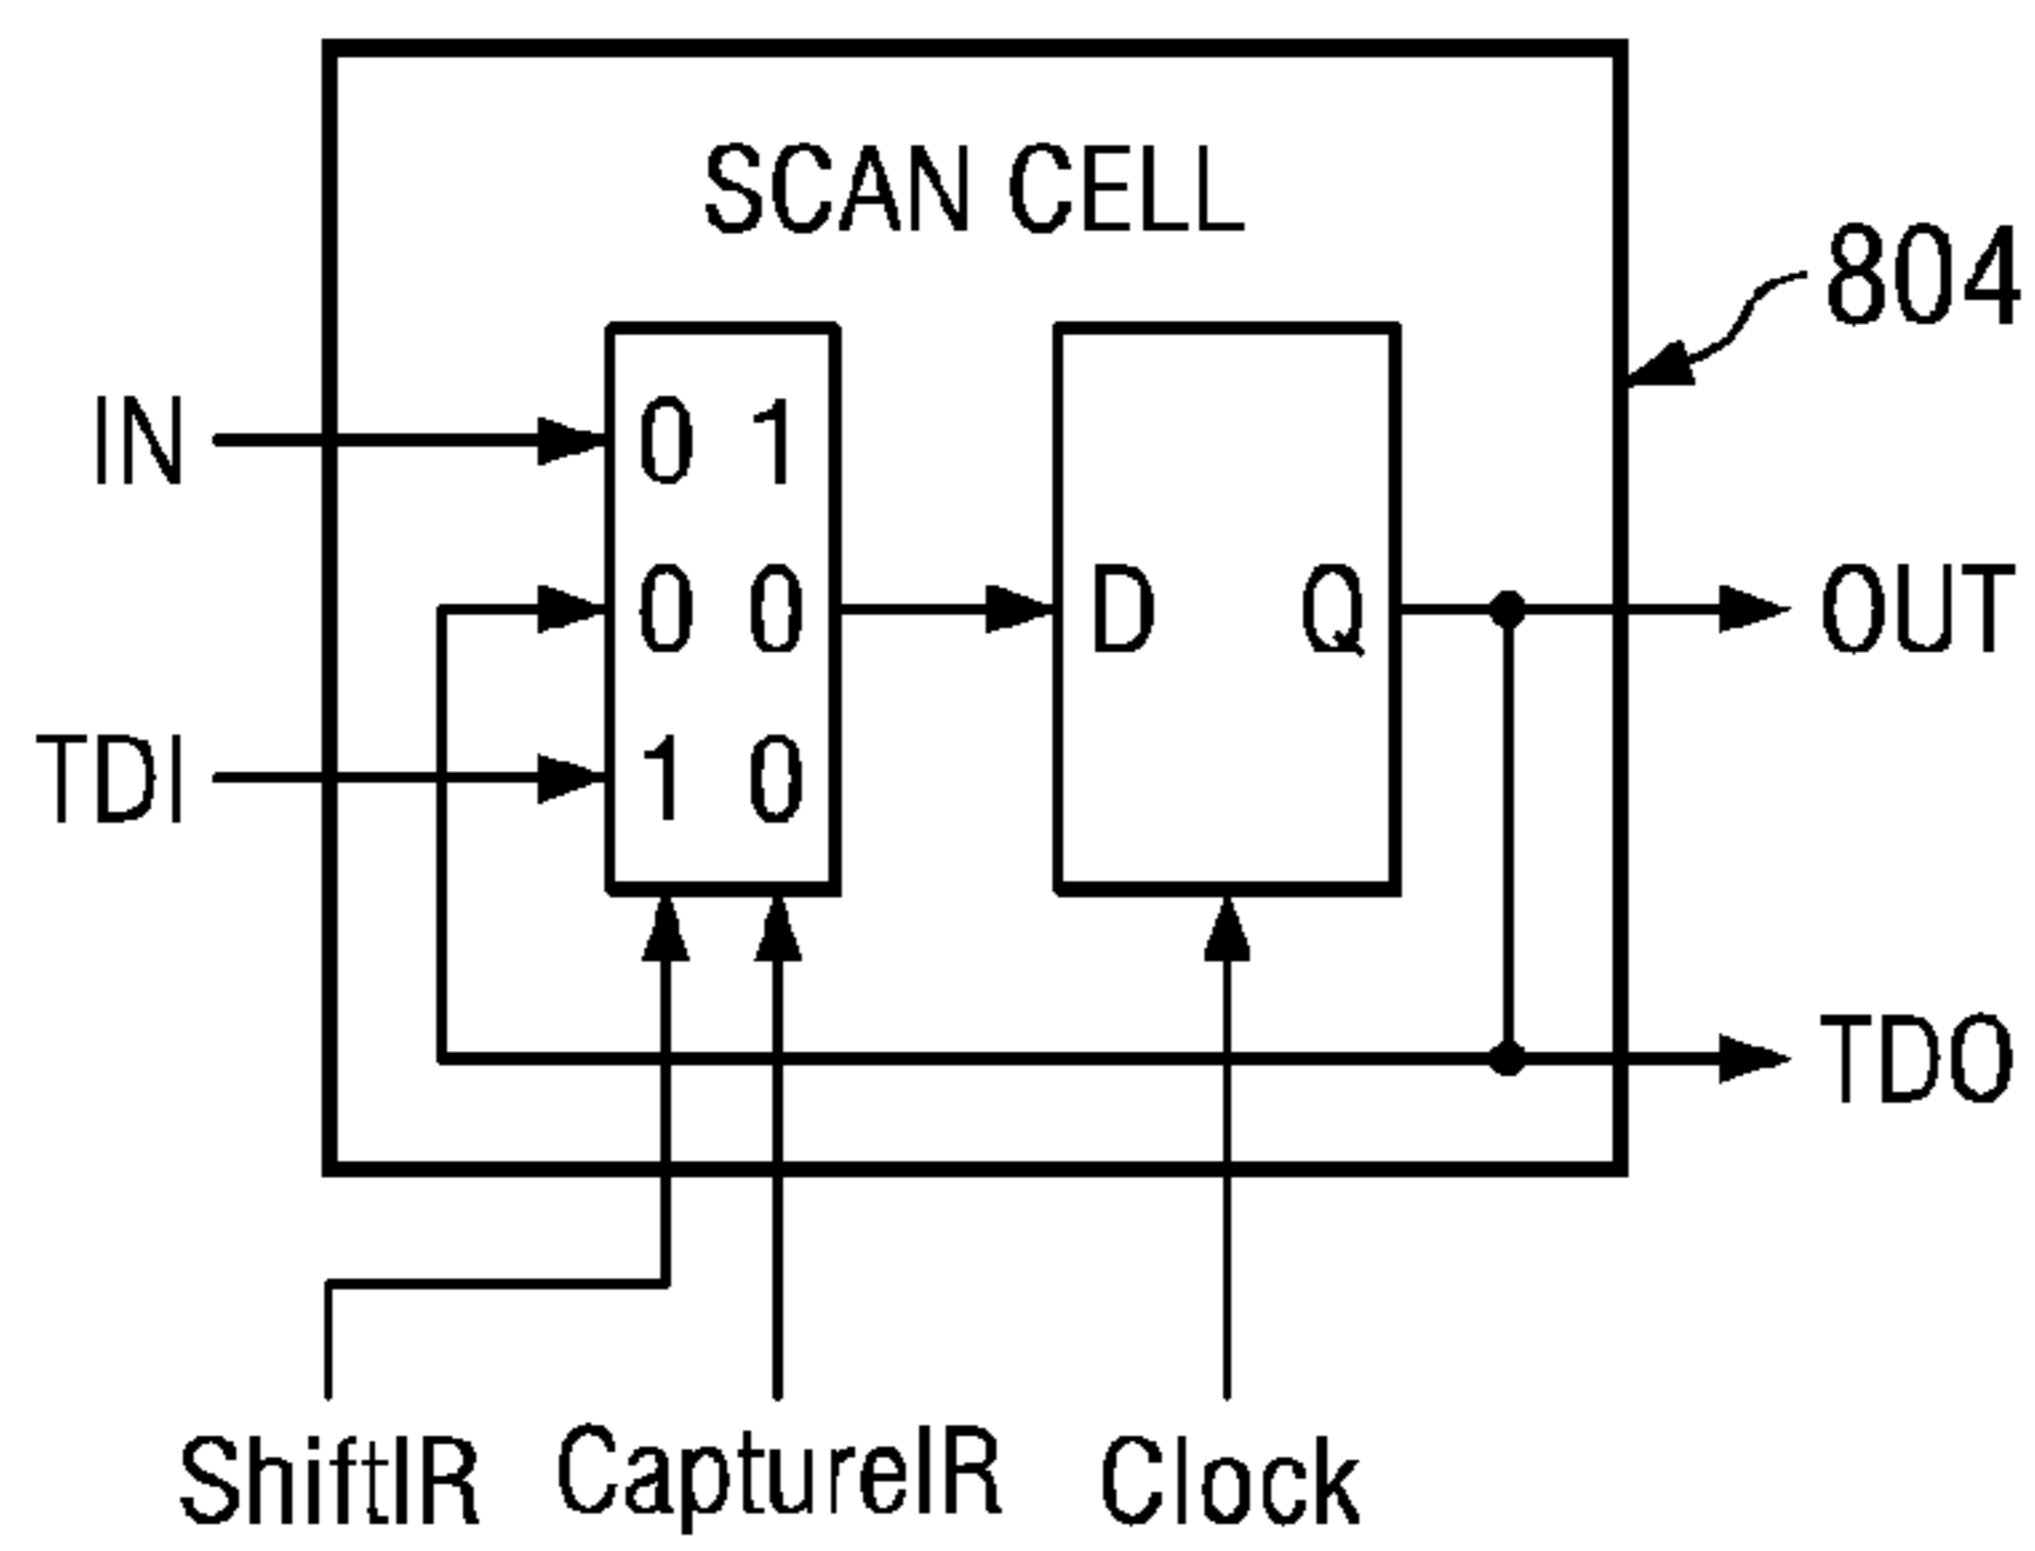 SCAN CELL
804
IN
0 1
0 0
D Q
OUT
TDI
1 0
TDO
ShiftIR
CaptureIR
Clock